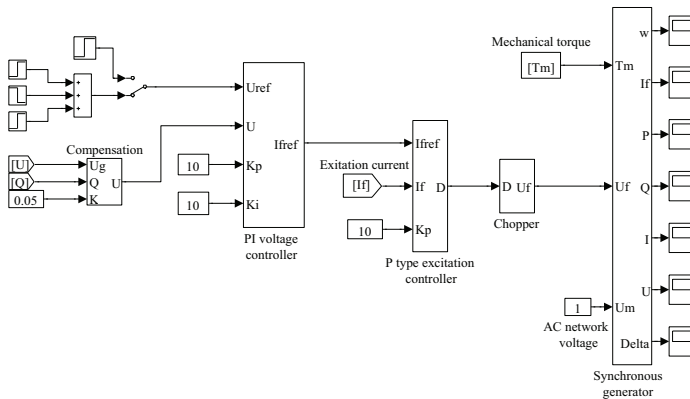 w
Mechanical torque
[Tm]
Tm
If
Uref
Compensation
U
Ifref
Ifref
P
[U]
Ug
[Q]
Q
U
0.05
K
10
Kp
Exitation current
[If]
If
D
D
Uf
Uf
Q
10
Ki
Chopper
10
Kp
I
PI voltage
controller
P type excitation
controller
U
1
Um
AC network
voltage
Delta
Synchronous
generator
+
+
+